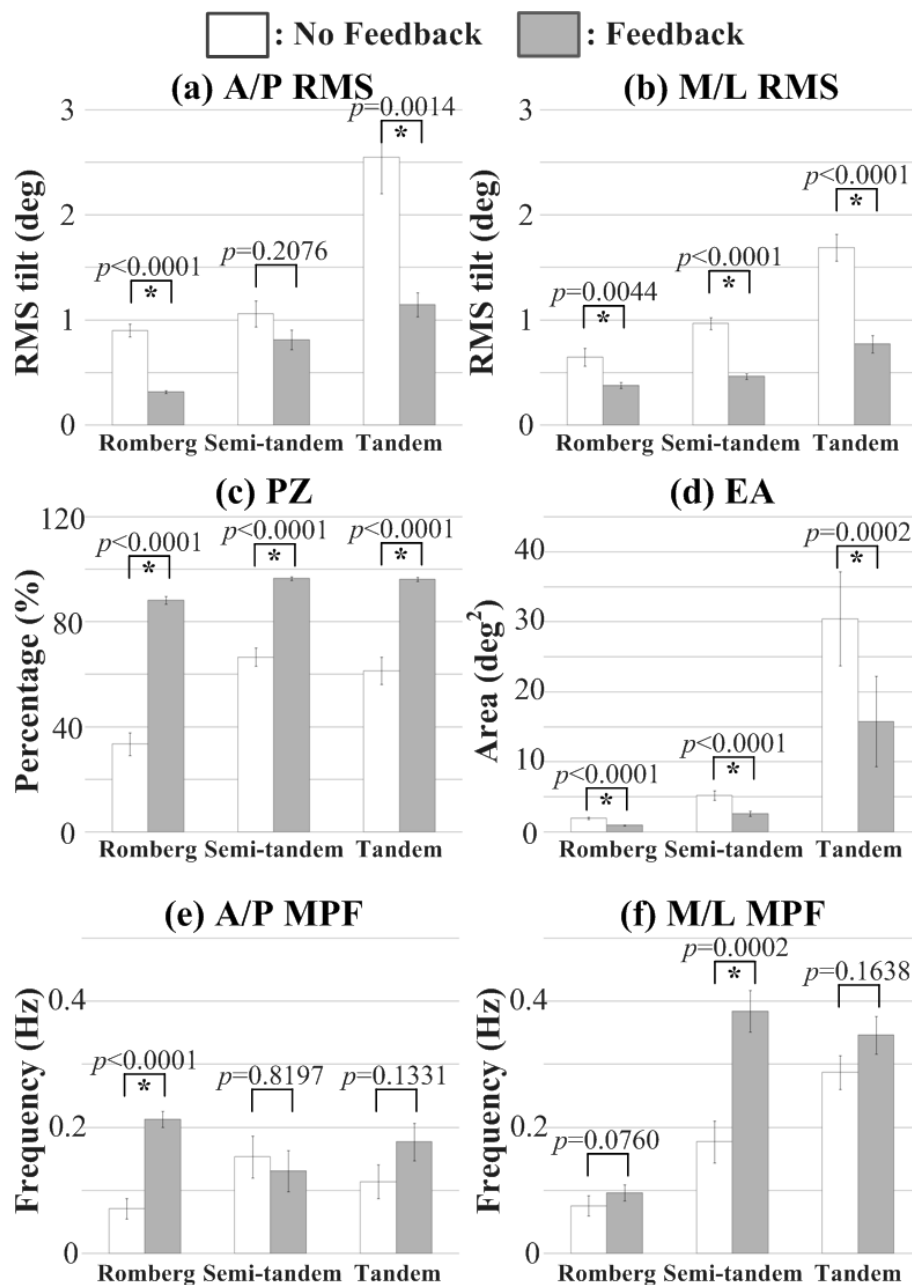 : No Feedback : Feedback
(a) A/P RMS
RMS tilt (deg)
3
2
1
0
p<0.0001
*
p=0.2076
p=0.0014
*
Romberg Semi-tandem Tandem
(b) M/L RMS
RMS tilt (deg)
3
2
1
0
p=0.0044
*
p<0.0001
*
p<0.0001
*
Romberg Semi-tandem Tandem
(c) PZ
Percentage (%)
120
80
40
0
p<0.0001
*
p<0.0001
*
p<0.0001
*
Romberg Semi-tandem Tandem
(d) EA
Area (deg²)
40
30
20
10
0
p<0.0001
*
p<0.0001
*
p=0.0002
*
Romberg Semi-tandem Tandem
(e) A/P MPF
Frequency (Hz)
0.4
0.2
0
p<0.0001
*
p=0.8197
p=0.1331
Romberg Semi-tandem Tandem
(f) M/L MPF
Frequency (Hz)
0.4
0.2
0
p=0.0760
p=0.0002
*
p=0.1638
Romberg Semi-tandem Tandem